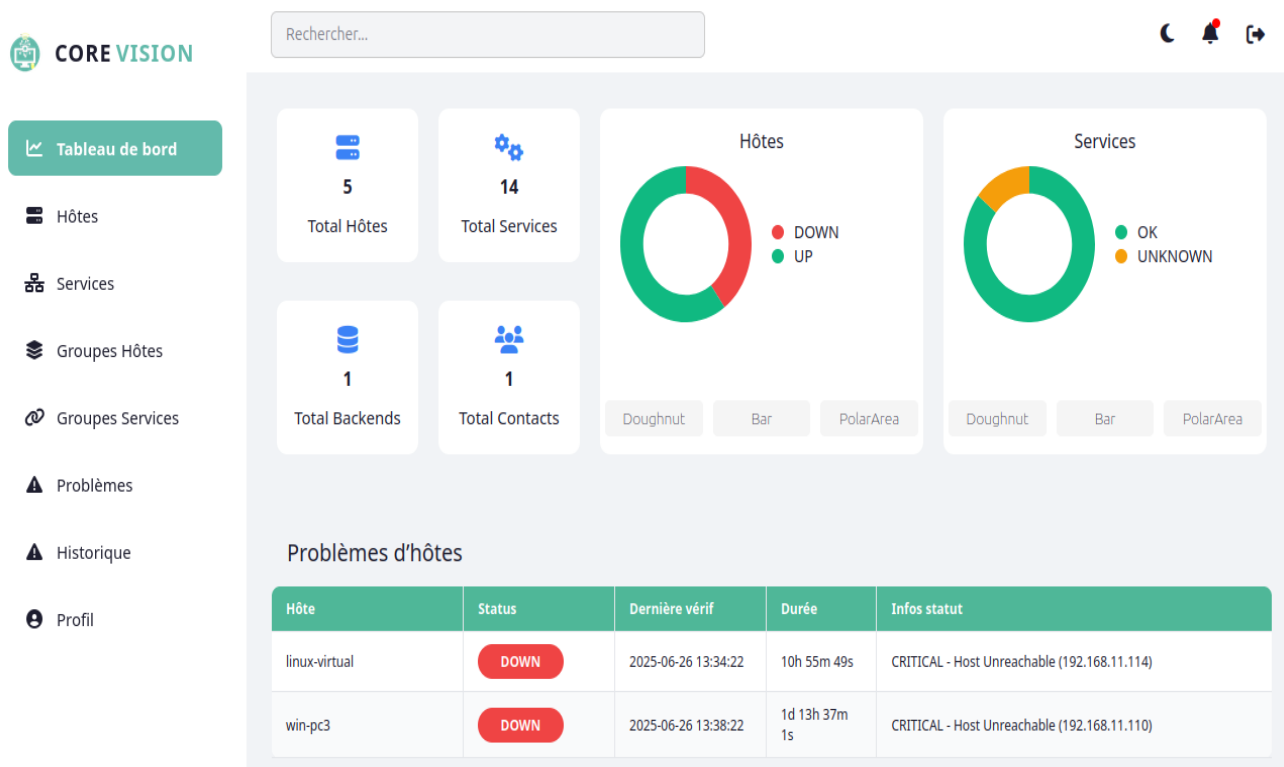 CORE VISION
Rechercher...
Tableau de bord
Hôtes
Services
Groupes Hôtes
Groupes Services
Problèmes
Historique
Profil
5
Total Hôtes
14
Total Services
1
Total Backends
1
Total Contacts
Hôtes
DOWN
UP
Doughnut Bar PolarArea
Services
OK
UNKNOWN
Doughnut Bar PolarArea
Problèmes d’hôtes
Hôte Status Dernière vérif Durée Infos statut
linux-virtual DOWN 2025-06-26 13:34:22 10h 55m 49s CRITICAL - Host Unreachable (192.168.11.114)
win-pc3 DOWN 2025-06-26 13:38:22 1d 13h 37m CRITICAL - Host Unreachable (192.168.11.110)
1s